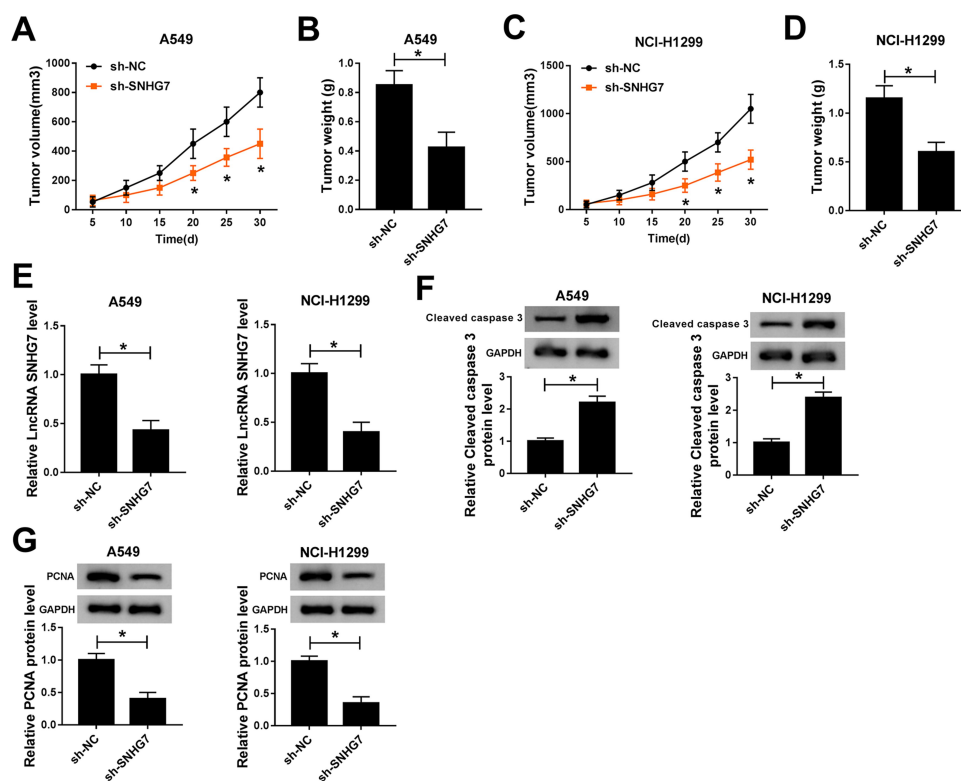 A
A549
sh-NC
sh-SNHG7
Tumor volume(mm3)
1000
800
600
400
200
0
* * *
5 10 15 20 25 30
Time(d)
B
A549
*
Tumor weight (g)
1.0
0.8
0.6
0.4
0.2
0.0
sh-NC
sh-SNHG7
C
NCI-H1299
sh-NC
sh-SNHG7
Tumor volume(mm3)
1500
1000
500
0
* * *
5 10 15 20 25 30
Time(d)
D
NCI-H1299
*
Tumor weight (g)
1.5
1.0
0.5
0.0
sh-NC
sh-SNHG7
E
A549
*
Relative LncRNA SNHG7 level
1.5
1.0
0.5
0.0
sh-NC
sh-SNHG7
NCI-H1299
*
Relative LncRNA SNHG7 level
1.5
1.0
0.5
0.0
sh-NC
sh-SNHG7
F
A549
Cleaved caspase 3
GAPDH
*
Relative Cleaved caspase 3
protein level
3
2
1
0
sh-NC
sh-SNHG7
NCI-H1299
Cleaved caspase 3
GAPDH
*
Relative Cleaved caspase 3
protein level
3
2
1
0
sh-NC
sh-SNHG7
G
A549
PCNA
GAPDH
*
Relative PCNA protein level
1.5
1.0
0.5
0.0
sh-NC
sh-SNHG7
NCI-H1299
PCNA
GAPDH
*
Relative PCNA protein level
1.5
1.0
0.5
0.0
sh-NC
sh-SNHG7